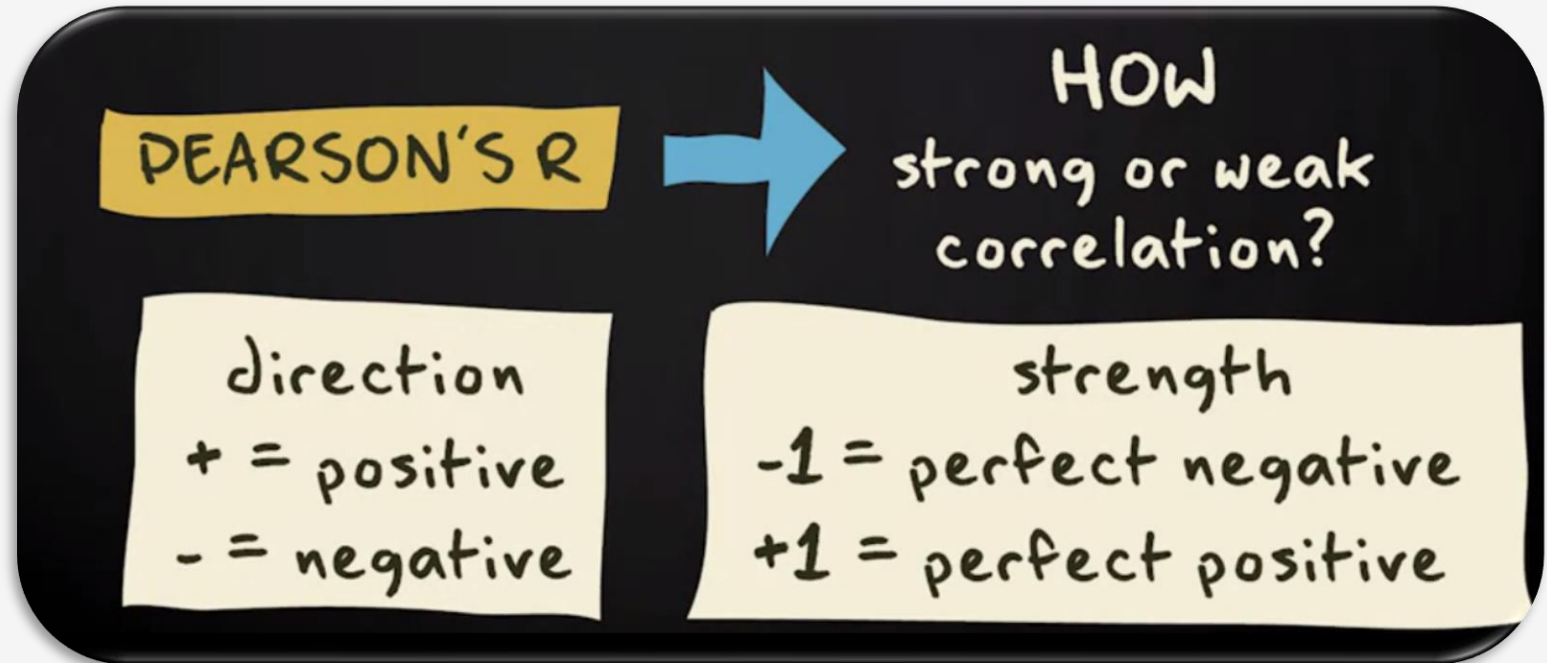 PEARSON'S R
HOW
strong or weak
correlation?
direction
+ = positive
- = negative
strength
-1 = perfect negative
+1 = perfect positive